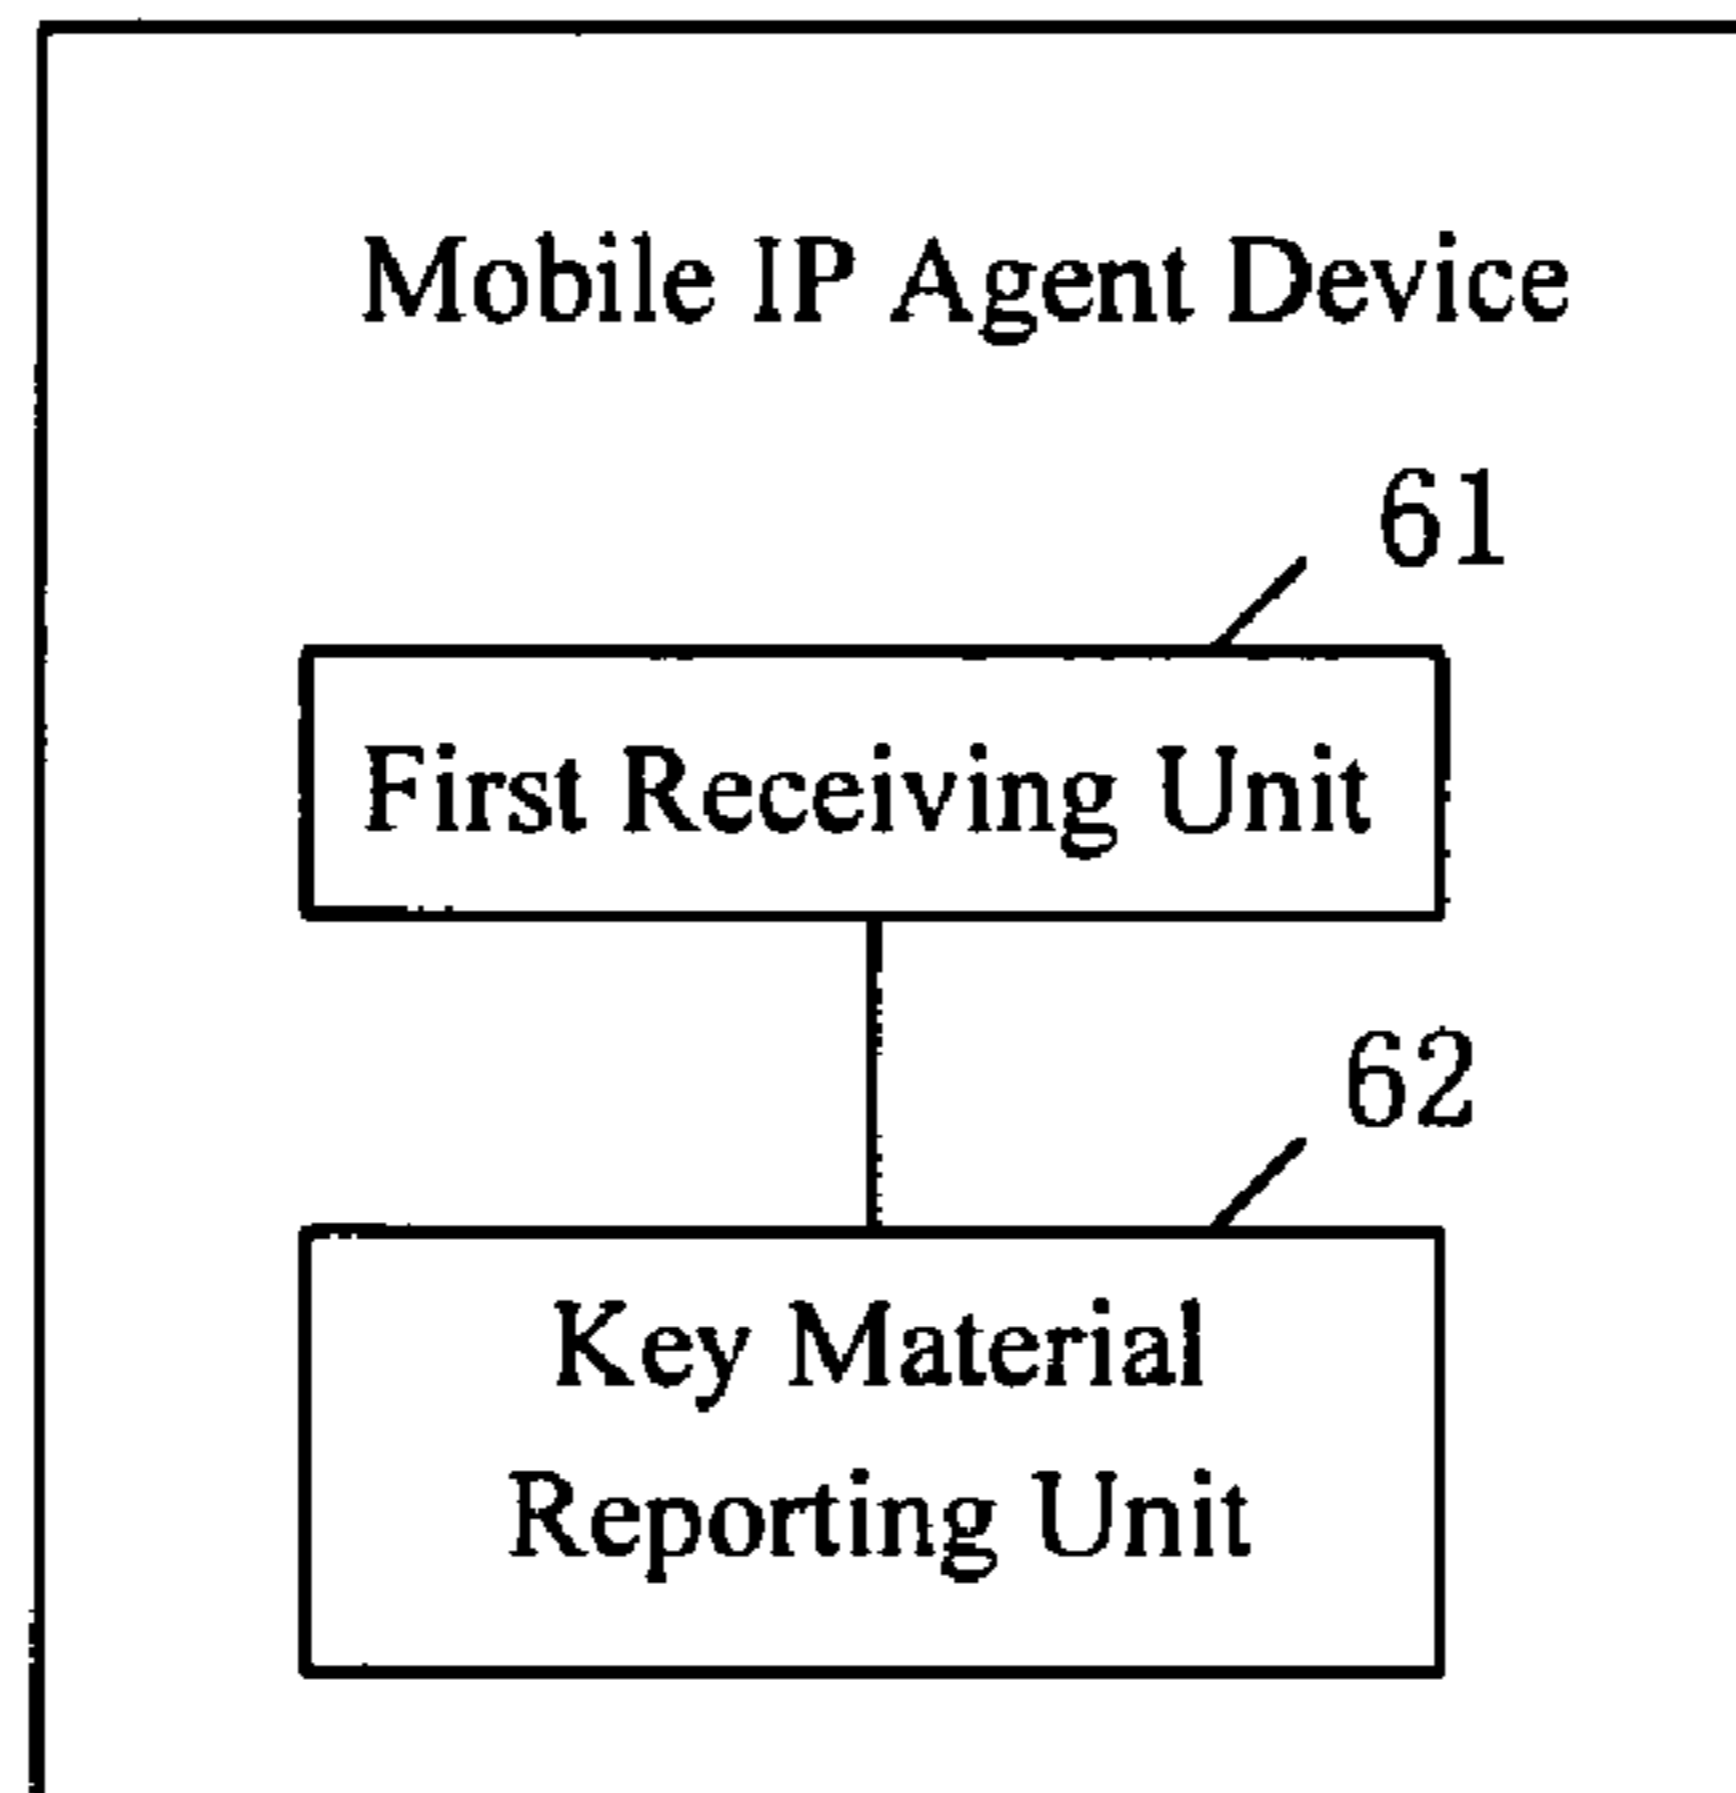 Mobile IP Agent Device
61
First Receiving Unit
62
Key Material
Reporting Unit